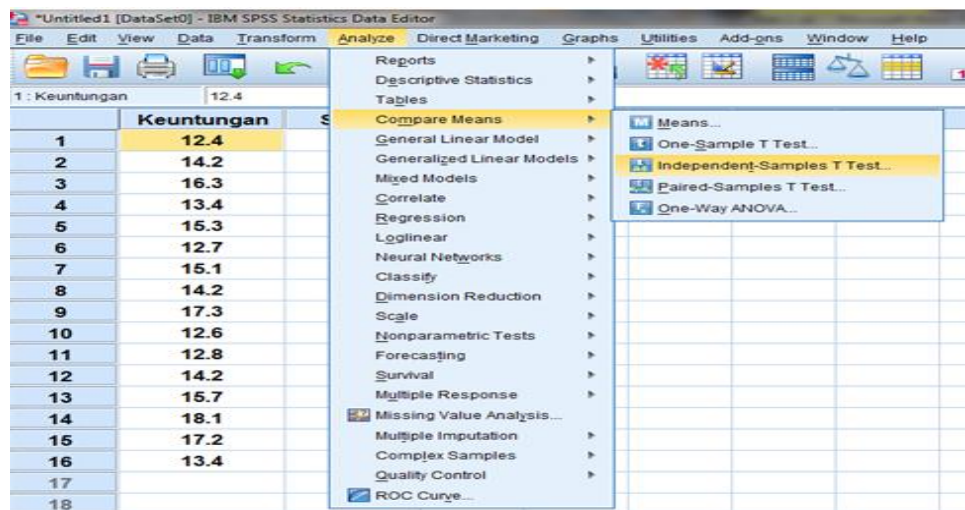 *Untitled1 [DataSet0] - IBM SPSS Statistics Data Editor
File Edit View Data Transform Analyze Direct Marketing Graphs Utilities Add-ons Window Help
1 : Keuntungan 12.4
Keuntungan S
1 12.4
2 14.2
3 16.3
4 13.4
5 15.3
6 12.7
7 15.1
8 14.2
9 17.3
10 12.6
11 12.8
12 14.2
13 15.7
14 18.1
15 17.2
16 13.4
17
18
Reports
Descriptive Statistics
Tables
Compare Means
General Linear Model
Generalized Linear Models
Mixed Models
Correlate
Regression
Loglinear
Neural Networks
Classify
Dimension Reduction
Scale
Nonparametric Tests
Forecasting
Survival
Multiple Response
Missing Value Analysis...
Multiple Imputation
Complex Samples
Quality Control
ROC Curve...
Means...
One-Sample T Test...
Independent-Samples T Test...
Paired-Samples T Test...
One-Way ANOVA...